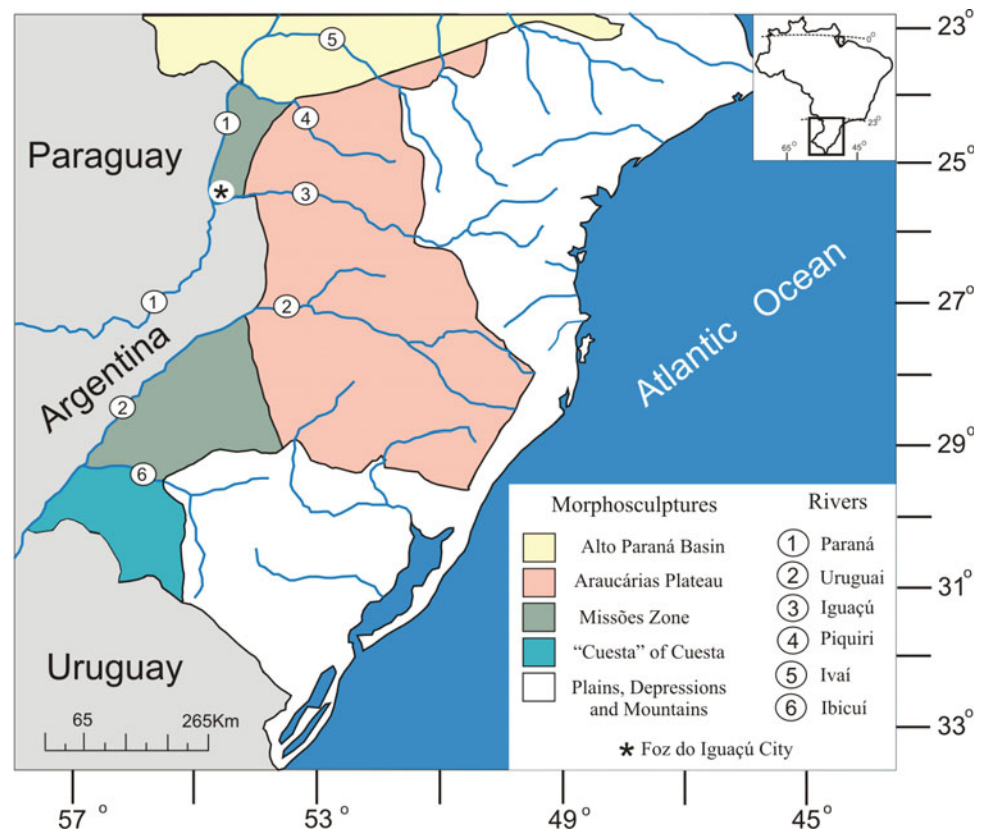 23°
25°
27°
29°
31°
33°
57°
53°
49°
45°
0°
23°
65°
45°
5
1
4
Paraguay
*
3
1
2
Argentina
2
6
Uruguay
Atlantic Ocean
65
265Km
Morphosculptures
Alto Paraná Basin
Araucárias Plateau
Missões Zone
“Cuesta” of Cuesta
Plains, Depressions
and Mountains
Rivers
1 Paraná
2 Uruguai
3 Iguaçú
4 Piquiri
5 Ivaí
6 Ibicuí
* Foz do Iguaçú City